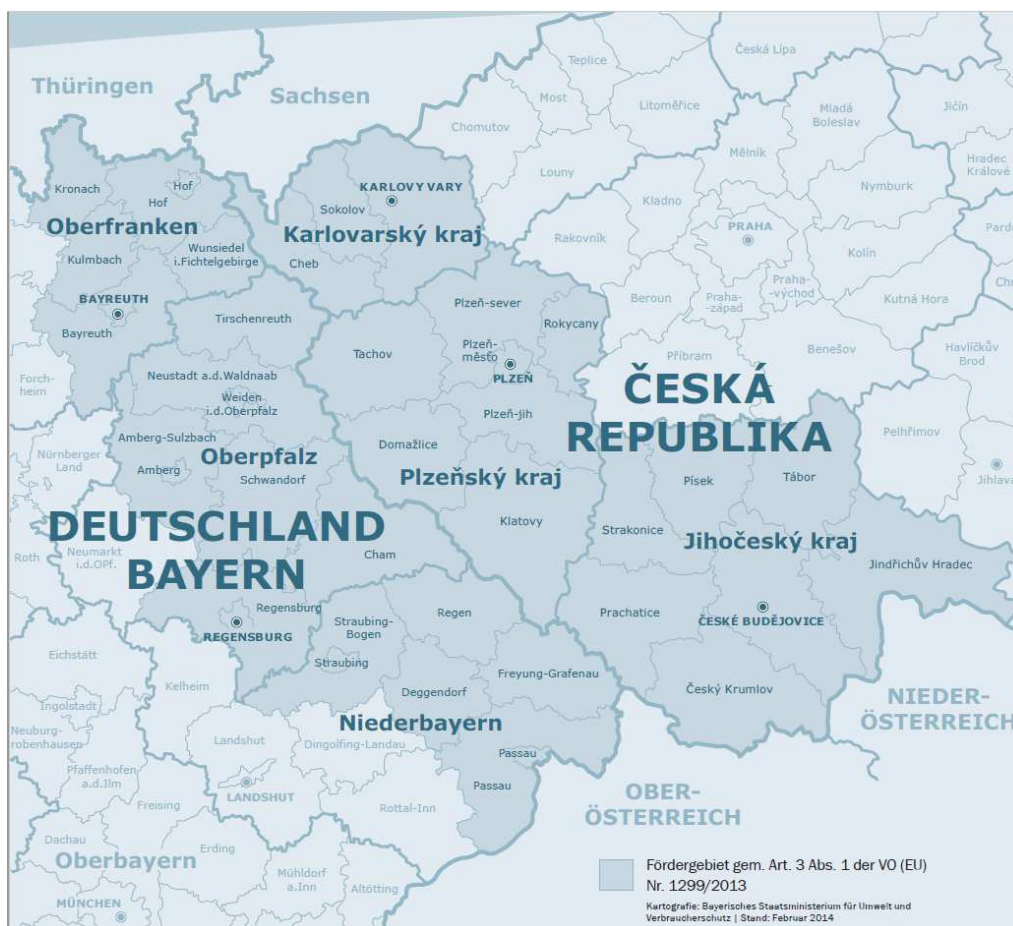 Thüringen
Sachsen
Teplice
Česká Lípa
Most
Litoměřice
Mladá
Boleslav
Jičín
Chomutov
Mělník
Hradec
Králové
Louny
Kronach
Hof
Hof
KARLOVY VARY
Sokolov
Kladno
Nymburk
Oberfranken
Karlovarský kraj
Rakovník
PRAHA
Kolín
Wunsiedel
i.Fichtelgebirge
Kulmbach
Cheb
BAYREUTH
Bayreuth
Tirschenreuth
Plzeň-sever
Rokycany
Beroun
Praha-
-západ
Praha-
-východ
Kutná Hora
Tachov
Plzeň-
město
PLZEŇ
Příbram
Benešov
Havlíčkův
Brod
Forch-
heim
Neustadt a.d.Waldnaab
Weiden
i.d.Oberpfalz
Plzeň-jih
ČESKÁ
REPUBLIKA
Amberg-Sulzbach
Amberg
Oberpfalz
Schwandorf
Domažlice
Plzeňský kraj
Klatovy
Pelhřimov
Jihlava
Nürnberger
Land
Písek
Tábor
DEUTSCHLAND
BAYERN
Strakonice
Jihočeský kraj
Jindřichův Hradec
Roth
Neumarkt
i.d.OPf.
Cham
Regensburg
REGENSBURG
Straubing-
Bogen
Straubing
Regen
Prachatice
ČESKÉ BUDĚJOVICE
Eichstätt
Kelheim
Freyung-Grafenau
Deggendorf
Český Krumlov
Niederbayern
NIEDER-
ÖSTERREICH
Ingolstadt
Landshut
Dingolfing-Landau
Passau
Passau
Pfaffenhofen
a.d.Ilm
LANDSHUT
Rottal-Inn
Freising
OBER-
ÖSTERREICH
Dachau
Erding
Oberbayern
Mühldorf
a.Inn
Altötting
MÜNCHEN
Fördergebiet gem. Art. 3 Abs. 1 der VO (EU)
Nr. 1299/2013
Kartografie: Bayerisches Staatsministerium für Umwelt und
Verbraucherschutz | Stand: Februar 2014